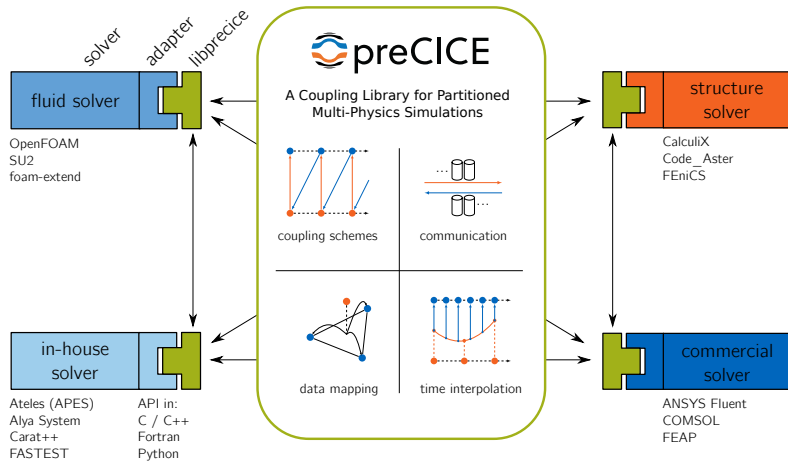 solver
adapter
libprecice
preCICE
A Coupling Library for Partitioned
Multi-Physics Simulations
fluid solver
OpenFOAM
SU2
foam-extend
structure
solver
CalculiX
Code_Aster
FEniCS
...
...
coupling schemes
communication
data mapping
time interpolation
in-house
solver
Ateles (APES)
Alya System
Carat++
FASTEST
API in:
C / C++
Fortran
Python
commercial
solver
ANSYS Fluent
COMSOL
FEAP